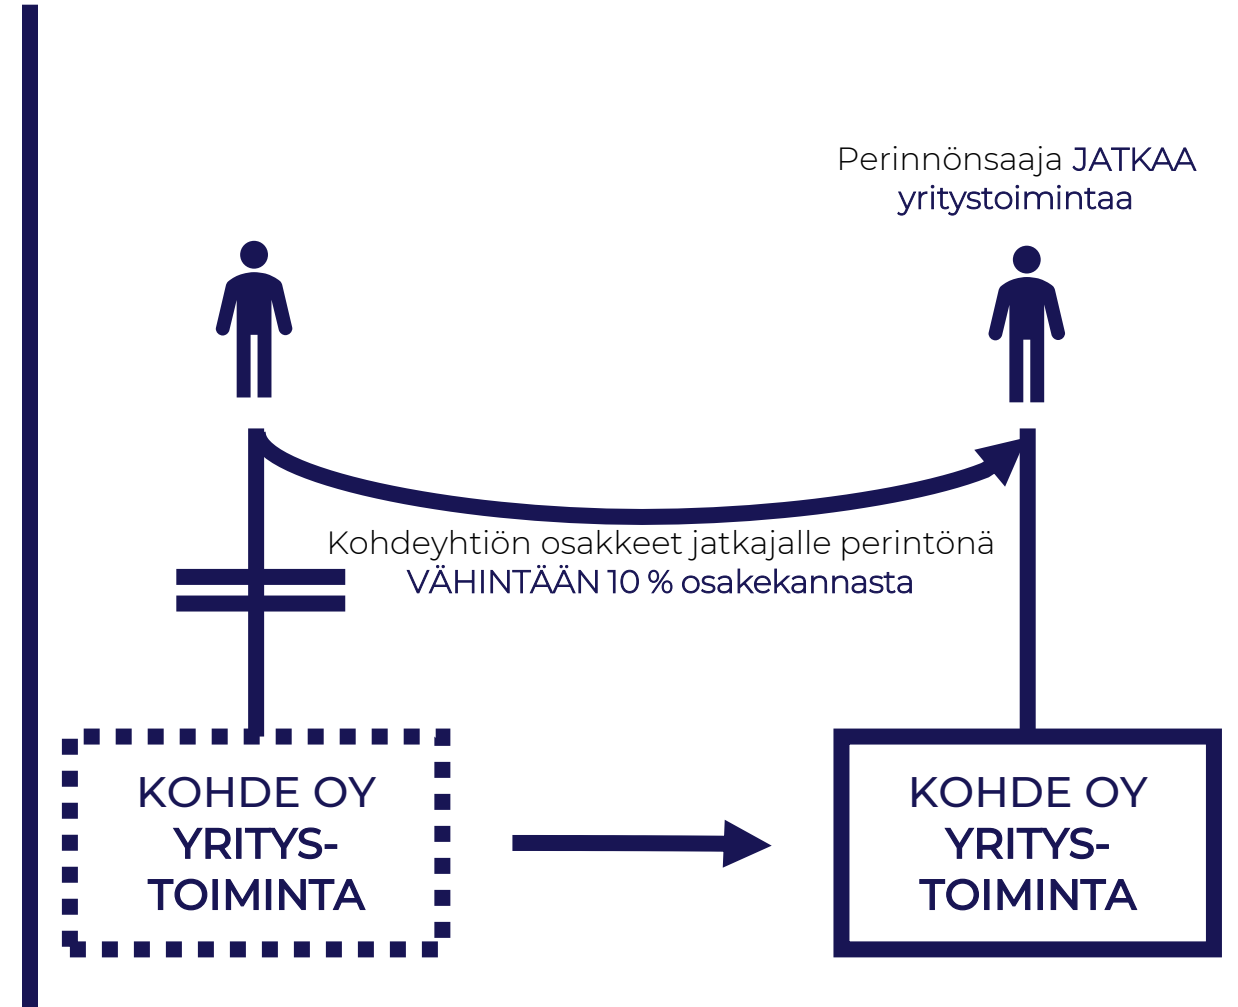 Perinnönsaaja JATKAA
yritystoimintaa
Kohdeyhtiön osakkeet jatkajalle perintönä
VÄHINTÄÄN 10 % osakekannasta
KOHDE OY
YRITYS-
TOIMINTA
KOHDE OY
YRITYS-
TOIMINTA